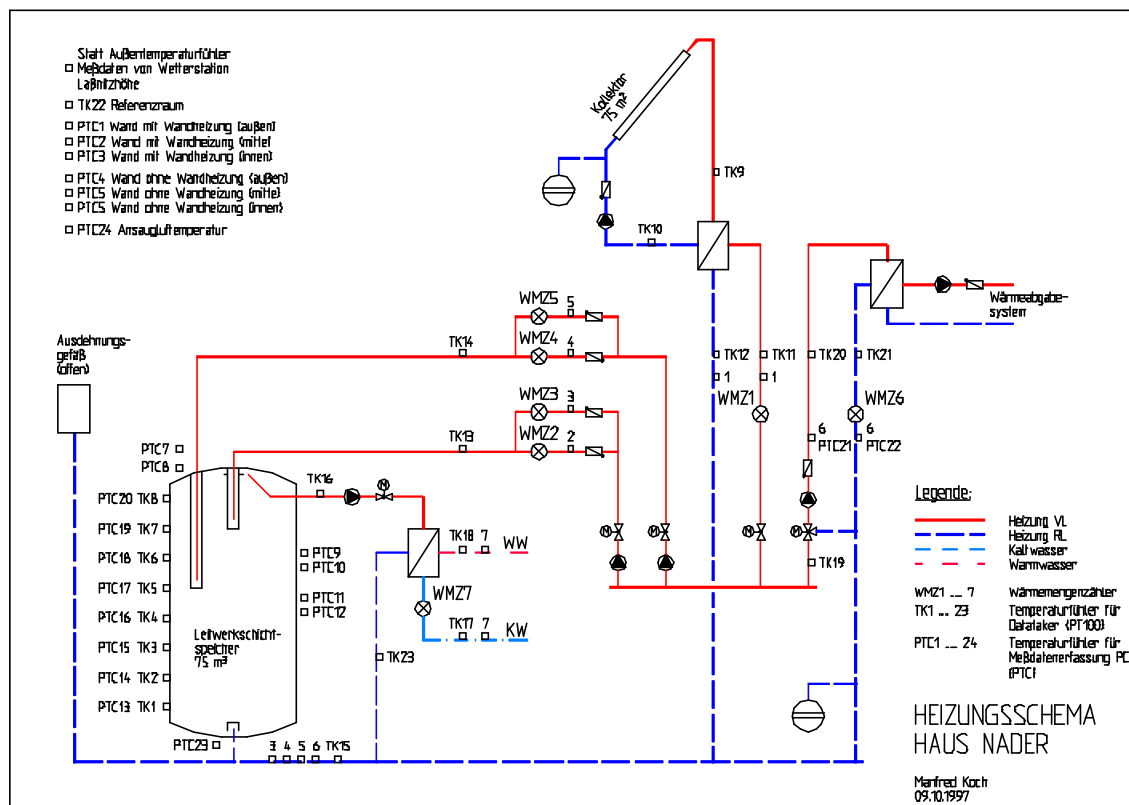 Statt Außentemperaturfühler
Meßdaten von Wetterstation
Laßnitzhöhe
TK22 Referenzraum
PTC1 Wand mit Wandheizung (außen)
PTC2 Wand mit Wandheizung (mitte)
PTC3 Wand mit Wandheizung (innen)
PTC4 Wand ohne Wandheizung (außen)
PTC5 Wand ohne Wandheizung (mitte)
PTC5 Wand ohne Wandheizung (innen)
PTC24 Ansauglufttemperatur
Kollektor
75 m²
TK9
TK10
Wärmeabgabe-
system
WMZ5 5
WMZ4 4
TK14
TK12
TK11
TK20
TK21
1
1
WMZ3 3
WMZ2 2
TK13
WMZ1
WMZ6
6
PTC21
6
PTC22
Ausdehnungs-
gefäß
(offen)
PTC7
PTC8
PTC20 TK8
PTC19 TK7
PTC18 TK6
PTC17 TK5
PTC16 TK4
PTC15 TK3
PTC14 TK2
PTC13 TK1
TK16
M
M
M
M
M
PTC9
PTC10
PTC11
PTC12
TK18 7 WW
WMZ7
TK17 7 KW
TK23
TK19
Leitwerkschicht-
speicher
75 m³
PTC23
3 4 5 6 TK15
Legende:
Heizung VL
Heizung RL
Kaltwasser
Warmwasser
WMZ1 ... 7 Wärmemengenzähler
TK1 ... 23 Temperaturfühler für
Datataker (PT100)
PTC1 ... 24 Temperaturfühler für
Meßdatenerfassung PC
(PTC)
HEIZUNGSSCHEMA
HAUS NADER
Manfred Koch
09.10.1997